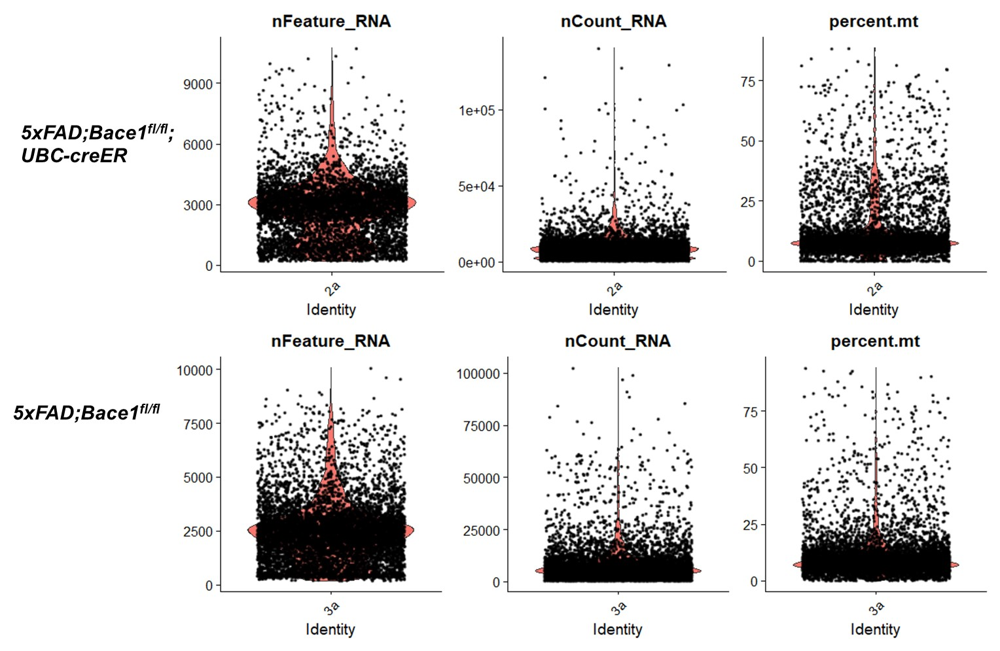 nFeature_RNA
nCount_RNA
percent.mt
5xFAD;Bace1fl/fl;
UBC-creER
9000
6000
3000
0
2a
Identity
1e+05
5e+04
0e+00
2a
Identity
75
50
25
0
2a
Identity
nFeature_RNA
nCount_RNA
percent.mt
5xFAD;Bace1fl/fl
10000
7500
5000
2500
0
3a
Identity
100000
75000
50000
25000
0
3a
Identity
75
50
25
0
3a
Identity